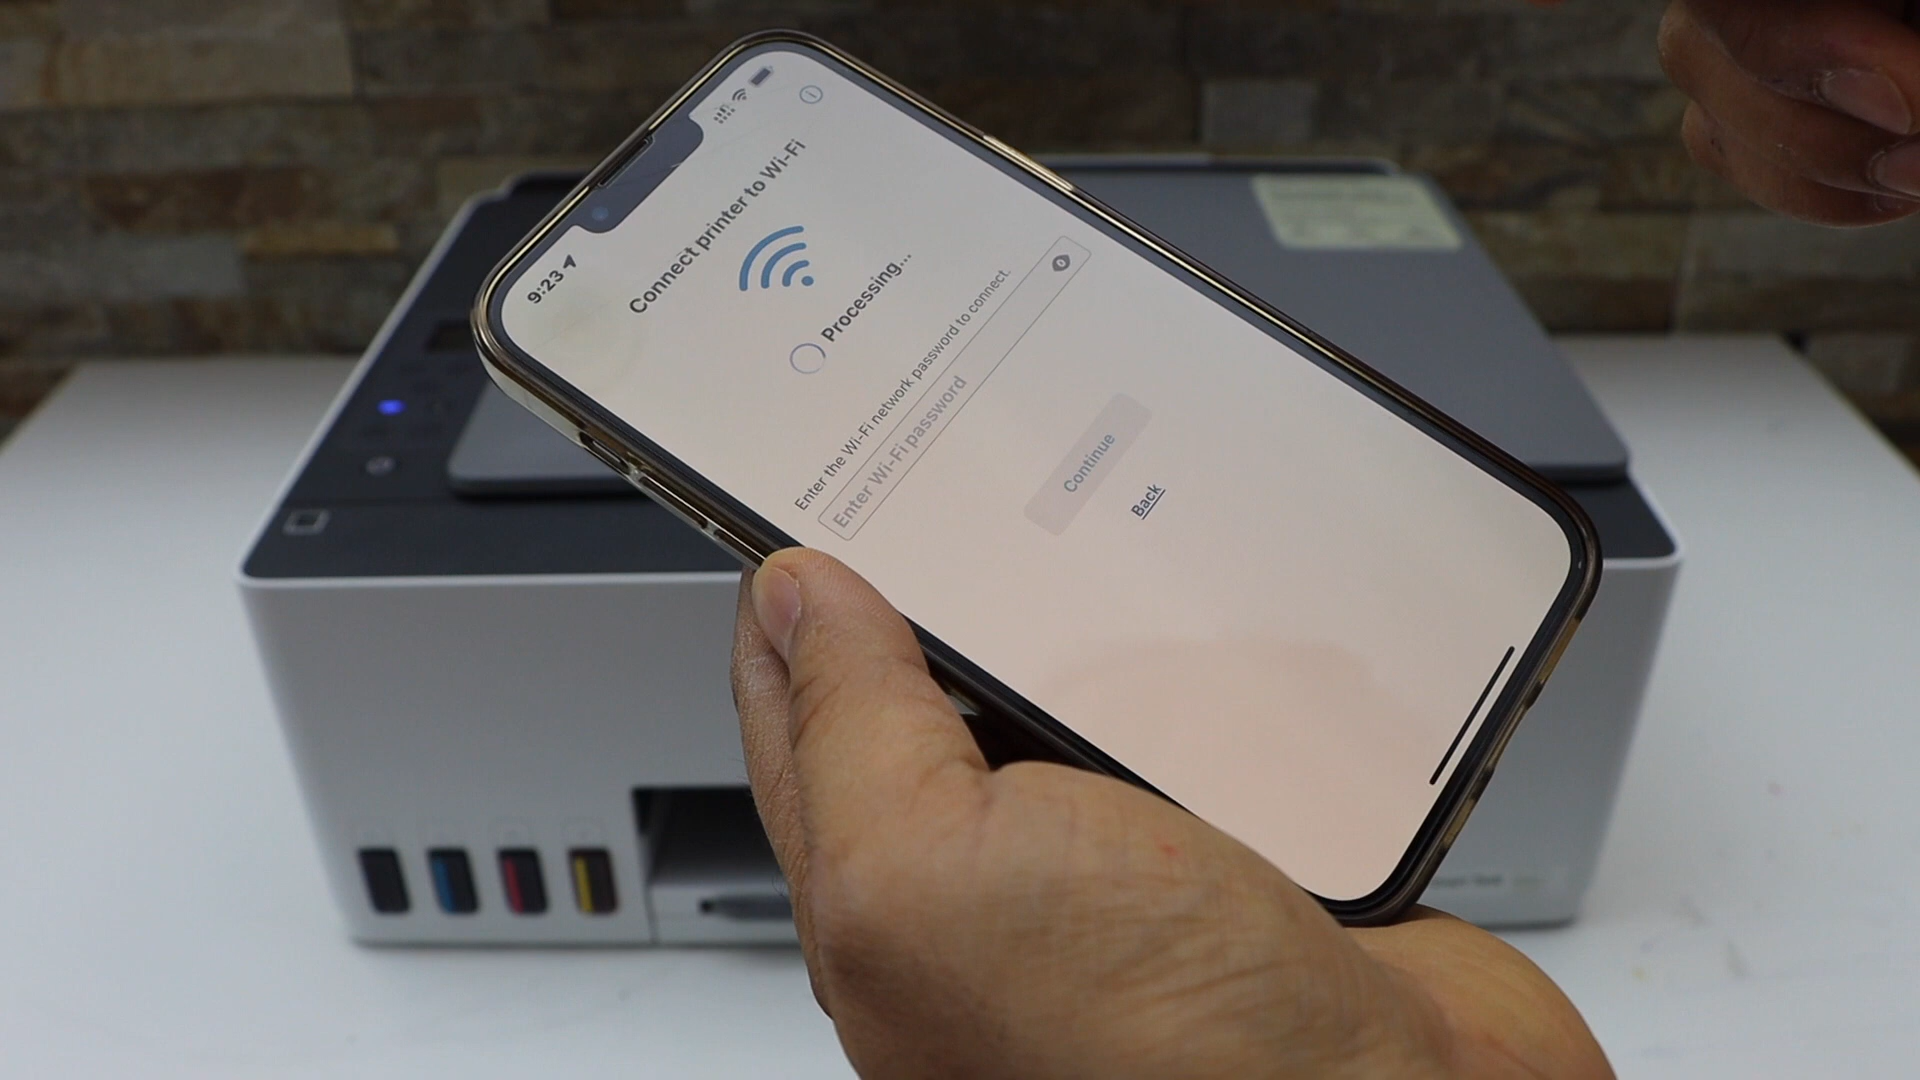 9:23
Connect printer to Wi-Fi
Processing...
Enter the Wi-Fi network password to connect.
Enter Wi-Fi password
Continue
Back